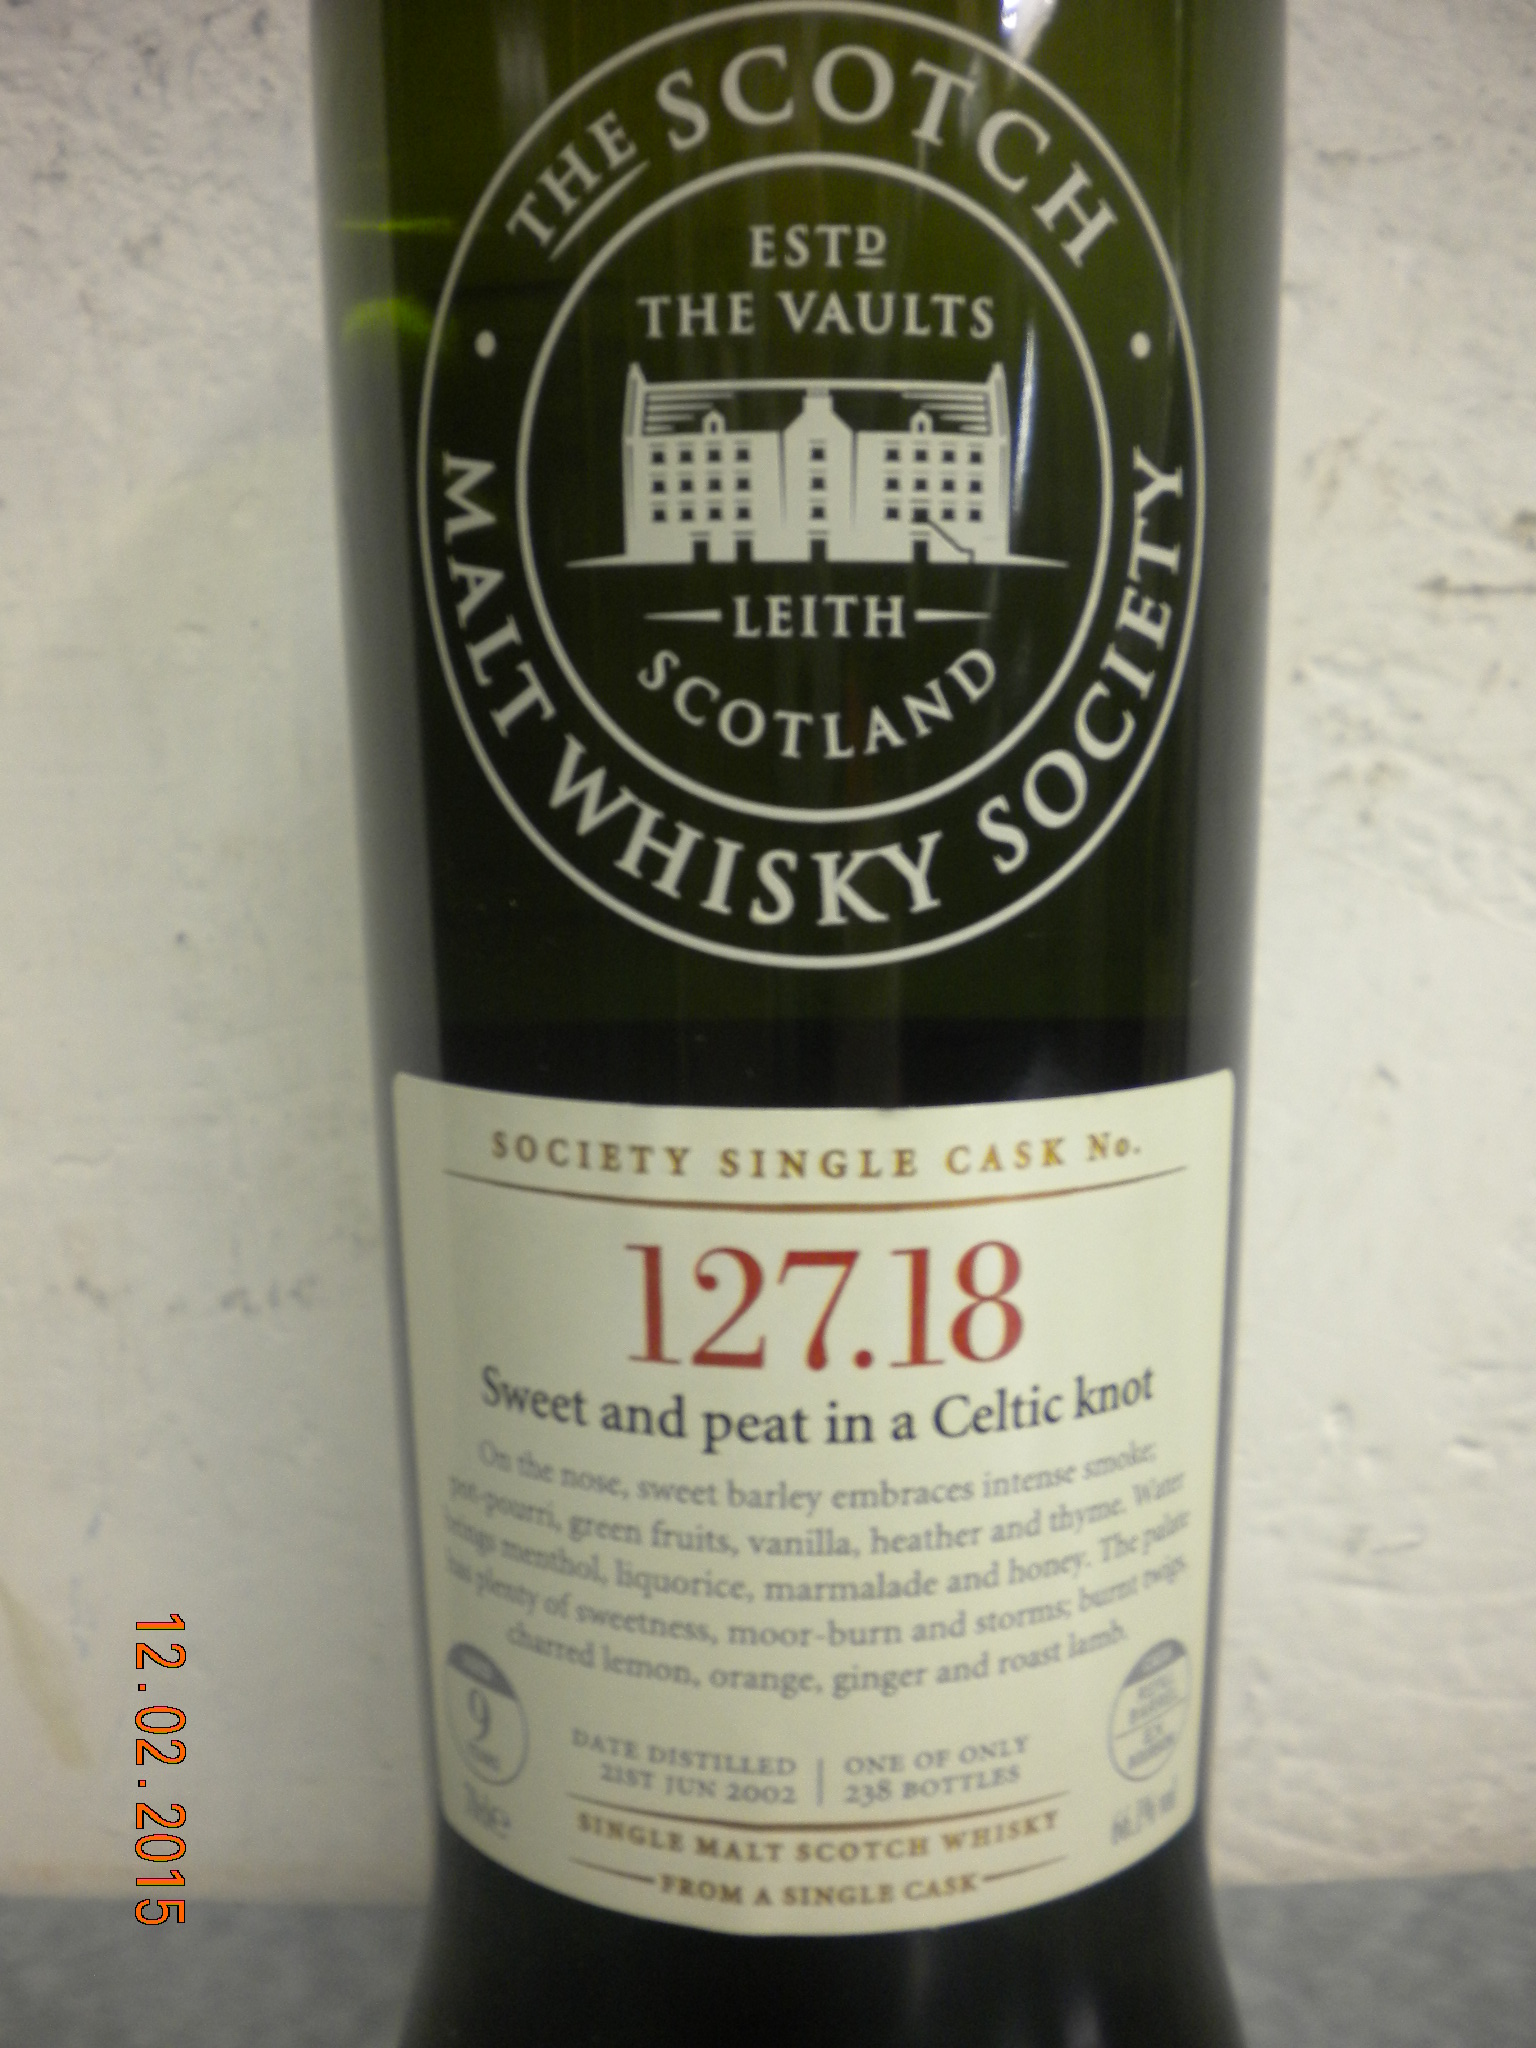 THE SCOTCH
MALT WHISKY SOCIETY
ESTD
THE VAULTS
LEITH
SCOTLAND
SOCIETY SINGLE CASK No.
127.18
Sweet and peat in a Celtic knot
On the nose, sweet barley embraces intense smoke;
pot-pourri, green fruits, vanilla, heather and thyme. Water
brings menthol, liquorice, marmalade and honey. The palate
has plenty of sweetness, moor-burn and storms; burnt twigs,
charred lemon, orange, ginger and roast lamb.
9
YEARS
DATE DISTILLED
21ST JUN 2002
ONE OF ONLY
238 BOTTLES
70cl e
SINGLE MALT SCOTCH WHISKY
FROM A SINGLE CASK
12.02.2015